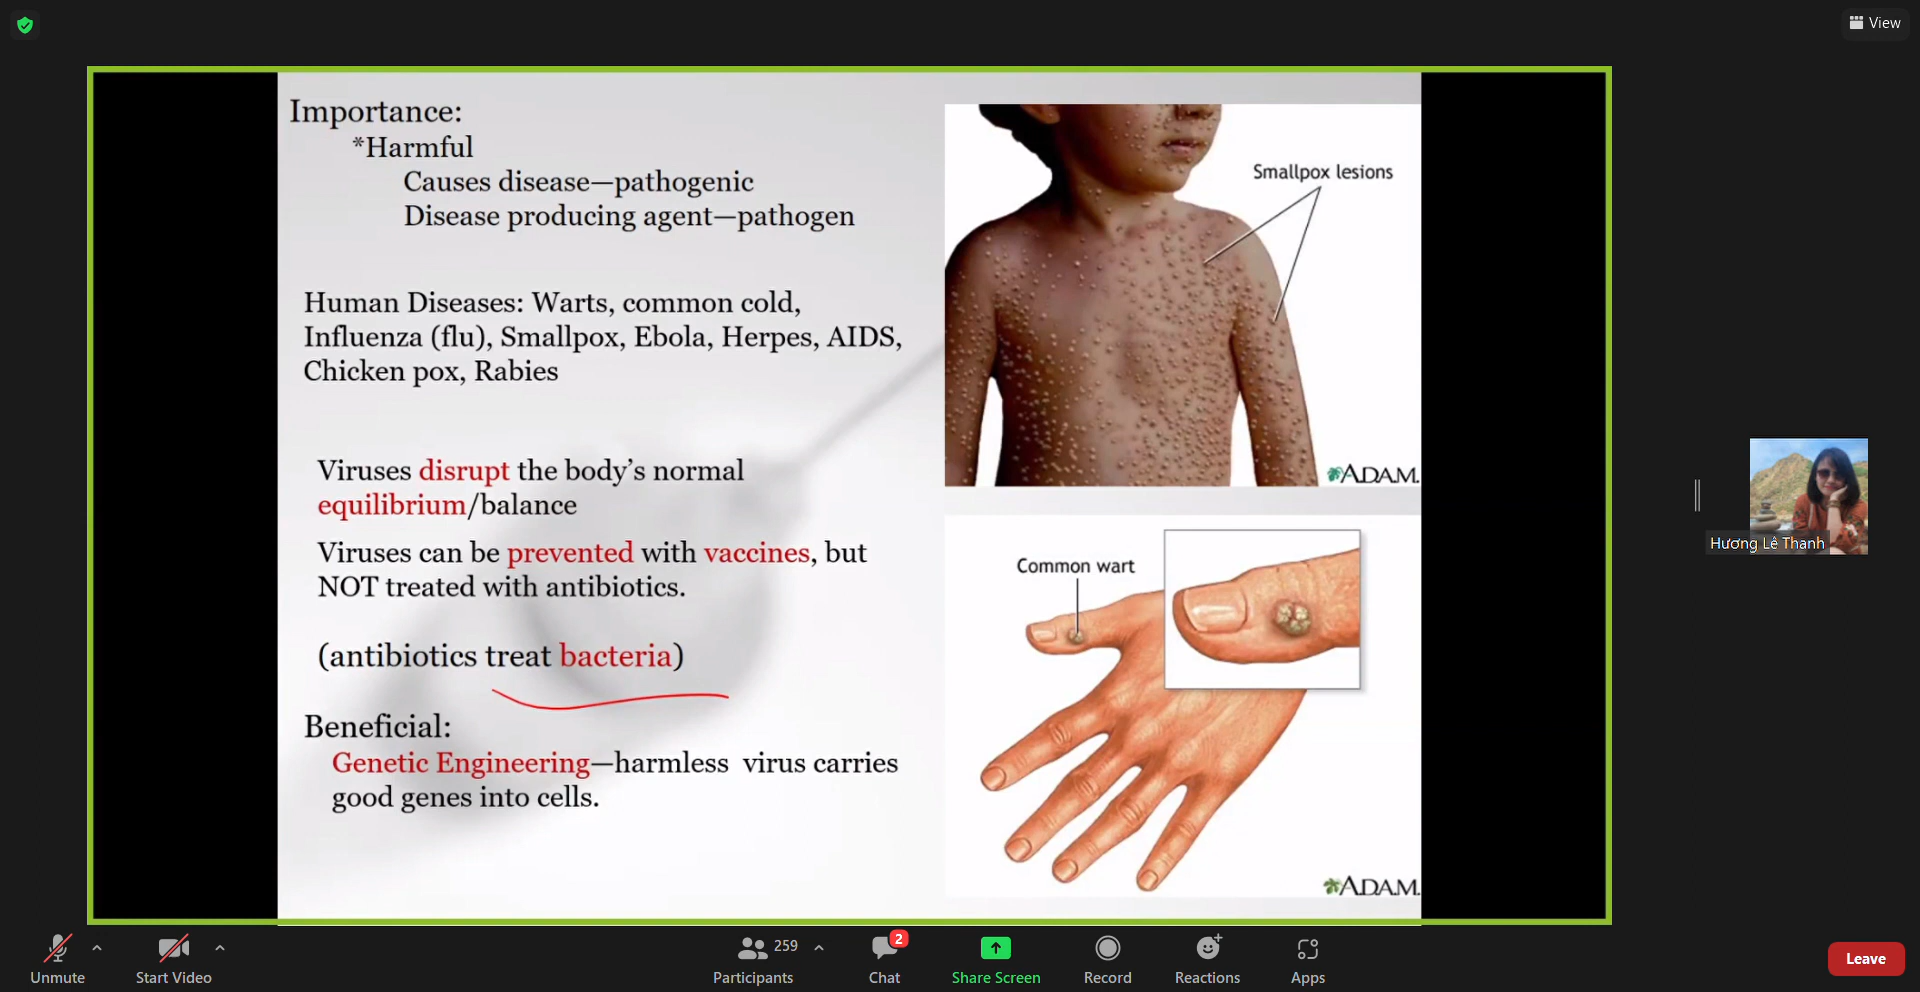 View
Importance:
*Harmful
Causes disease—pathogenic
Disease producing agent—pathogen
Human Diseases: Warts, common cold,
Influenza (flu), Smallpox, Ebola, Herpes, AIDS,
Chicken pox, Rabies
Viruses disrupt the body’s normal
equilibrium/balance
Viruses can be prevented with vaccines, but
NOT treated with antibiotics.
(antibiotics treat bacteria)
Beneficial:
Genetic Engineering—harmless virus carries
good genes into cells.
Smallpox lesions
A.D.A.M.
Common wart
A.D.A.M.
Hương Lê Thanh
Unmute
Start Video
259
Participants
2
Chat
Share Screen
Record
Reactions
Apps
Leave